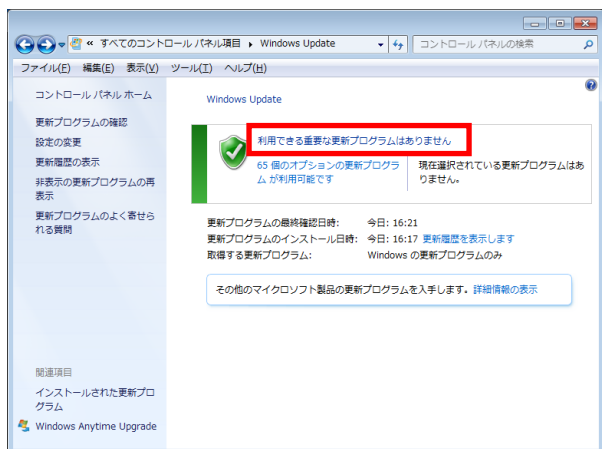 « すべてのコントロール パネル項目 ▸ Windows Update
コントロール パネルの検索
ファイル(F) 編集(E) 表示(V) ツール(T) ヘルプ(H)
コントロール パネル ホーム
更新プログラムの確認
設定の変更
更新履歴の表示
非表示の更新プログラムの再
表示
更新プログラムのよく寄せら
れる質問
関連項目
インストールされた更新プロ
グラム
Windows Anytime Upgrade
Windows Update
利用できる重要な更新プログラムはありません
65 個のオプションの更新プログラ
ム が利用可能です
現在選択されている更新プログラムはあ
りません。
更新プログラムの最終確認日時: 今日: 16:21
更新プログラムのインストール日時: 今日: 16:17 更新履歴を表示します
取得する更新プログラム: Windows の更新プログラムのみ
その他のマイクロソフト製品の更新プログラムを入手します。詳細情報の表示